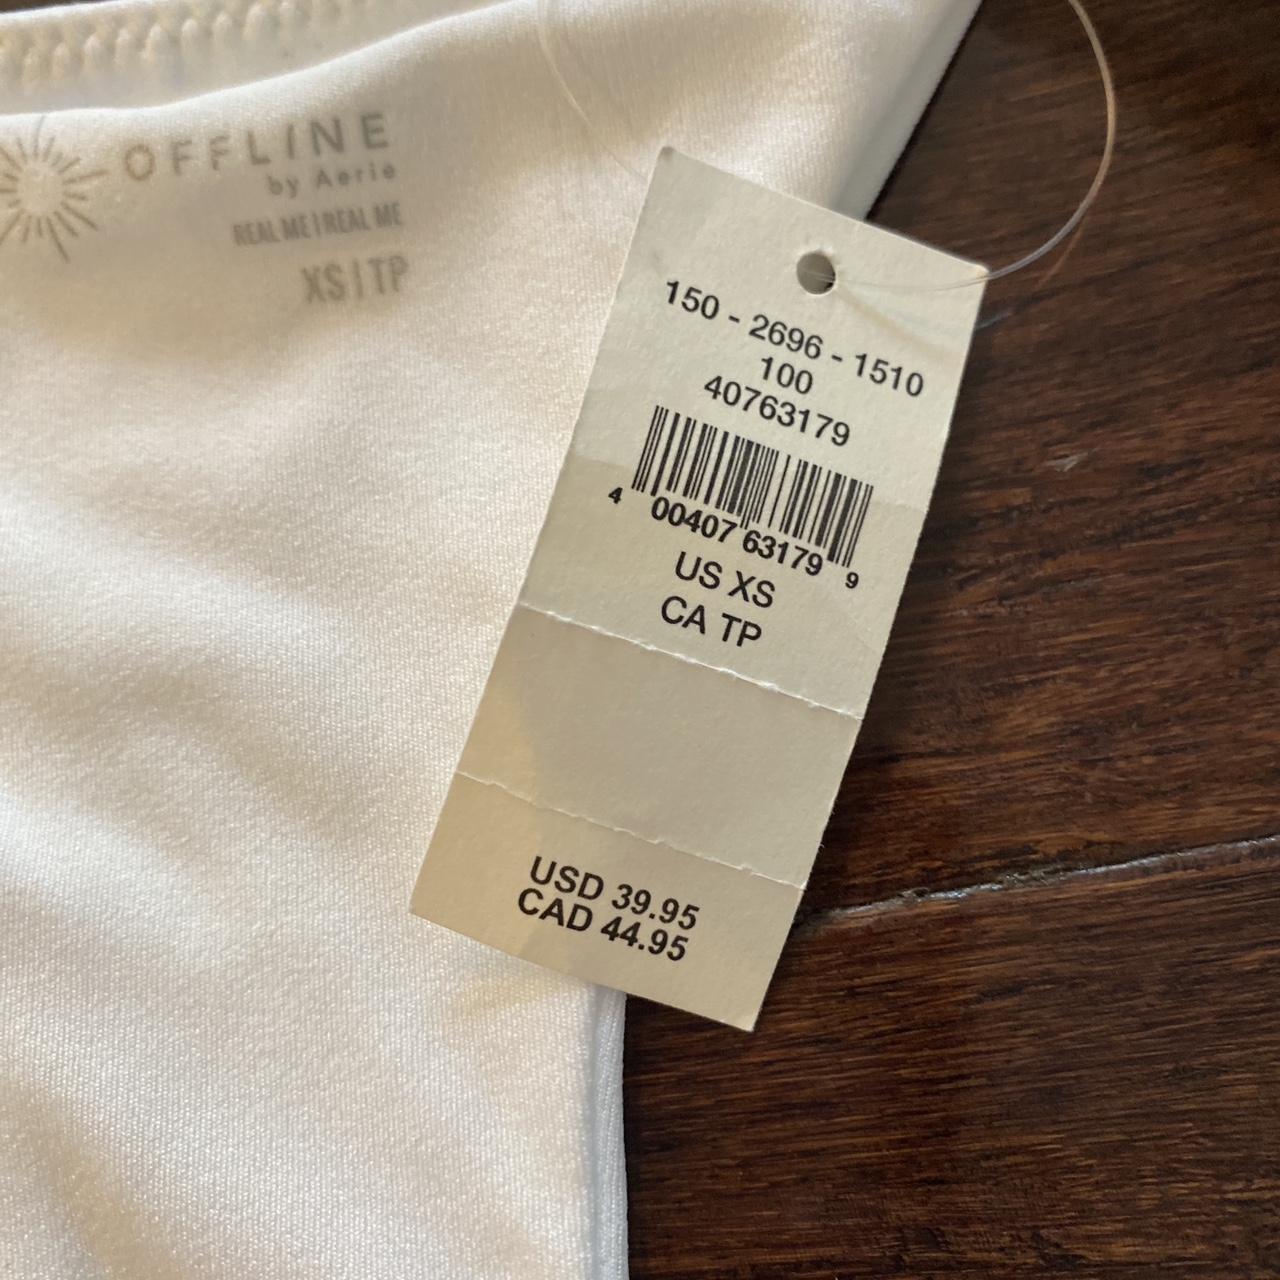 OFFLINE
by Aerie
REAL ME | REAL ME
XS | TP
150 - 2696 - 1510
100
40763179
4 00407 63179 9
US XS
CA TP
USD 39.95
CAD 44.95